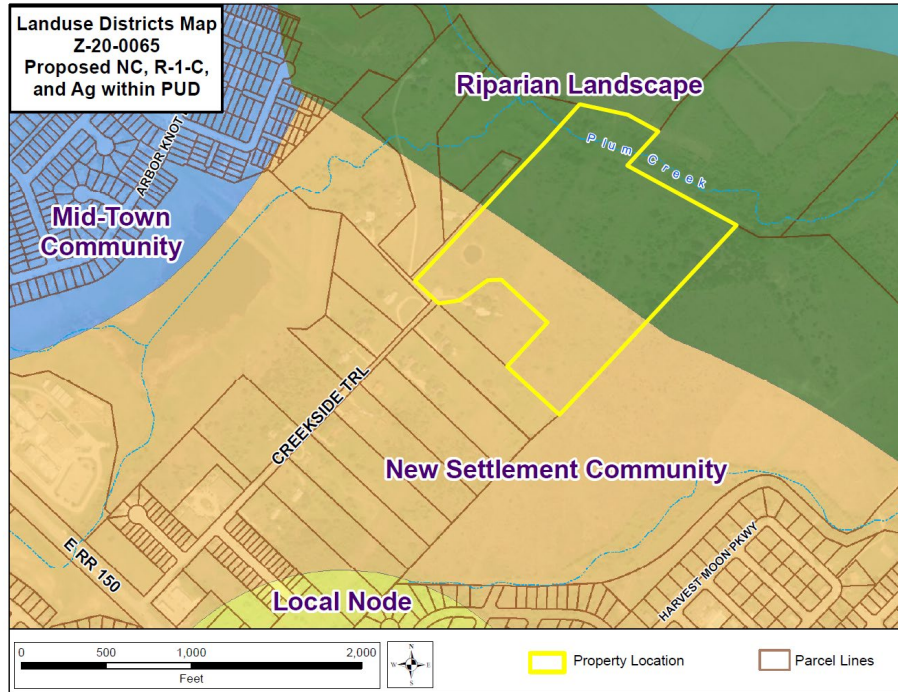 Landuse Districts Map
Z-20-0065
Proposed NC, R-1-C,
and Ag within PUD
Riparian Landscape
Plum Creek
ARBOR KNOT
Mid-Town
Community
CREEKSIDE TRL
New Settlement Community
E RR 150
HARVEST MOON PKWY
Local Node
0 500 1,000 2,000
Feet
N
W E
S
Property Location
Parcel Lines